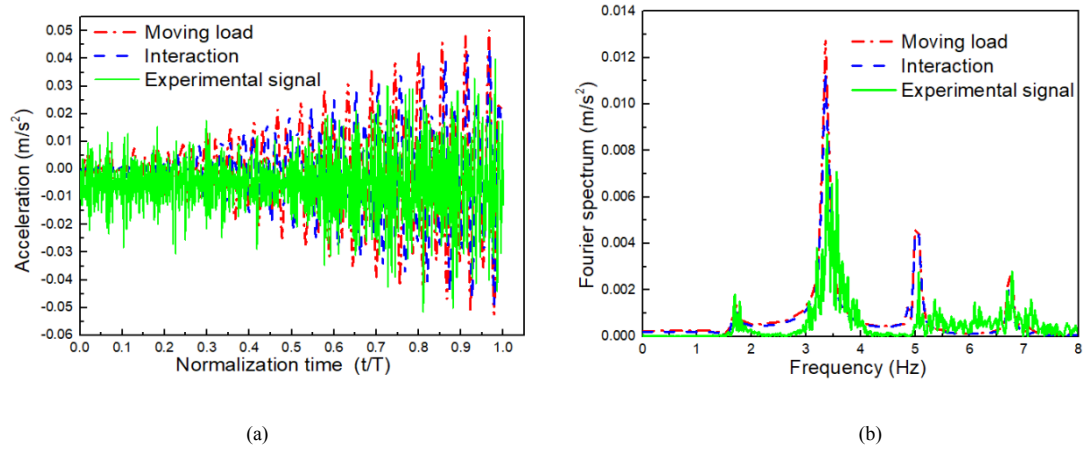 Moving load
Interaction
Experimental signal
Acceleration (m/s²)
0.05
0.04
0.03
0.02
0.01
0.00
-0.01
-0.02
-0.03
-0.04
-0.05
-0.06
0.0 0.1 0.2 0.3 0.4 0.5 0.6 0.7 0.8 0.9 1.0
Normalization time (t/T)
(a)
Moving load
Interaction
Experimental signal
Fourier spectrum (m/s²)
0.014
0.012
0.010
0.008
0.006
0.004
0.002
0.000
0 1 2 3 4 5 6 7 8
Frequency (Hz)
(b)